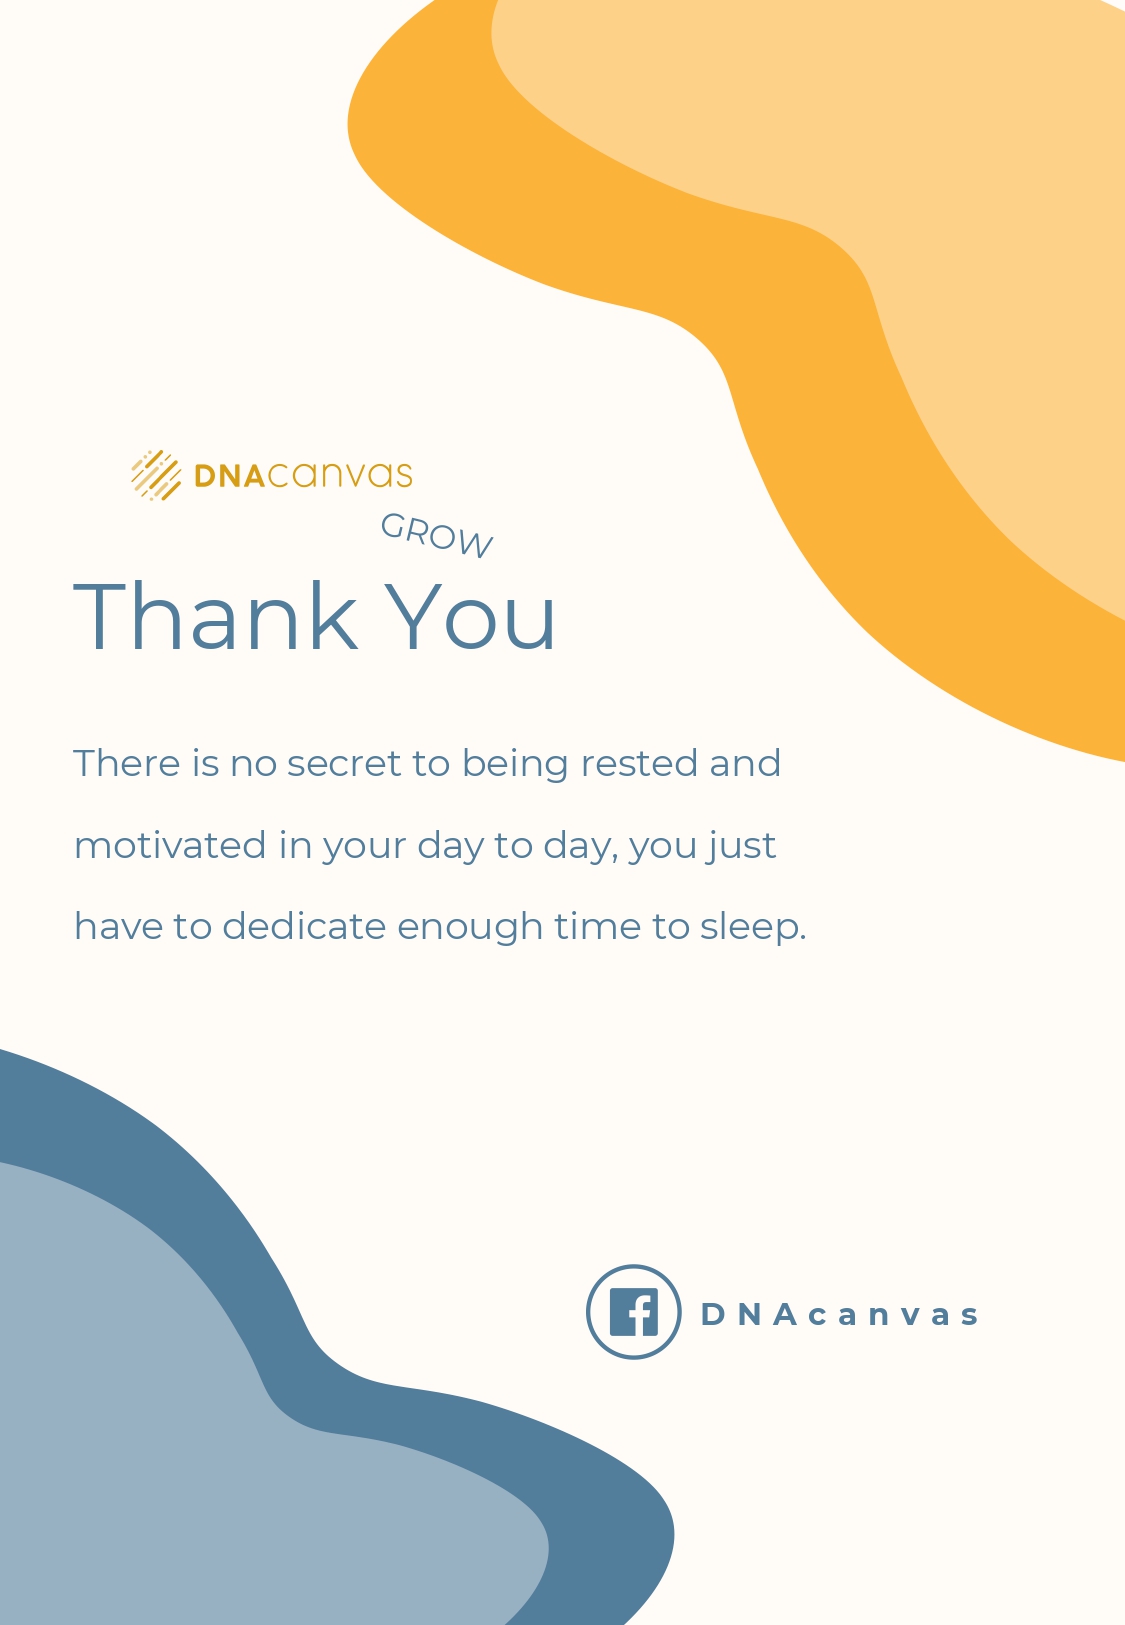 DNAcanvas
GROW
Thank You
There is no secret to being rested and
motivated in your day to day, you just
have to dedicate enough time to sleep.
DNAcanvas